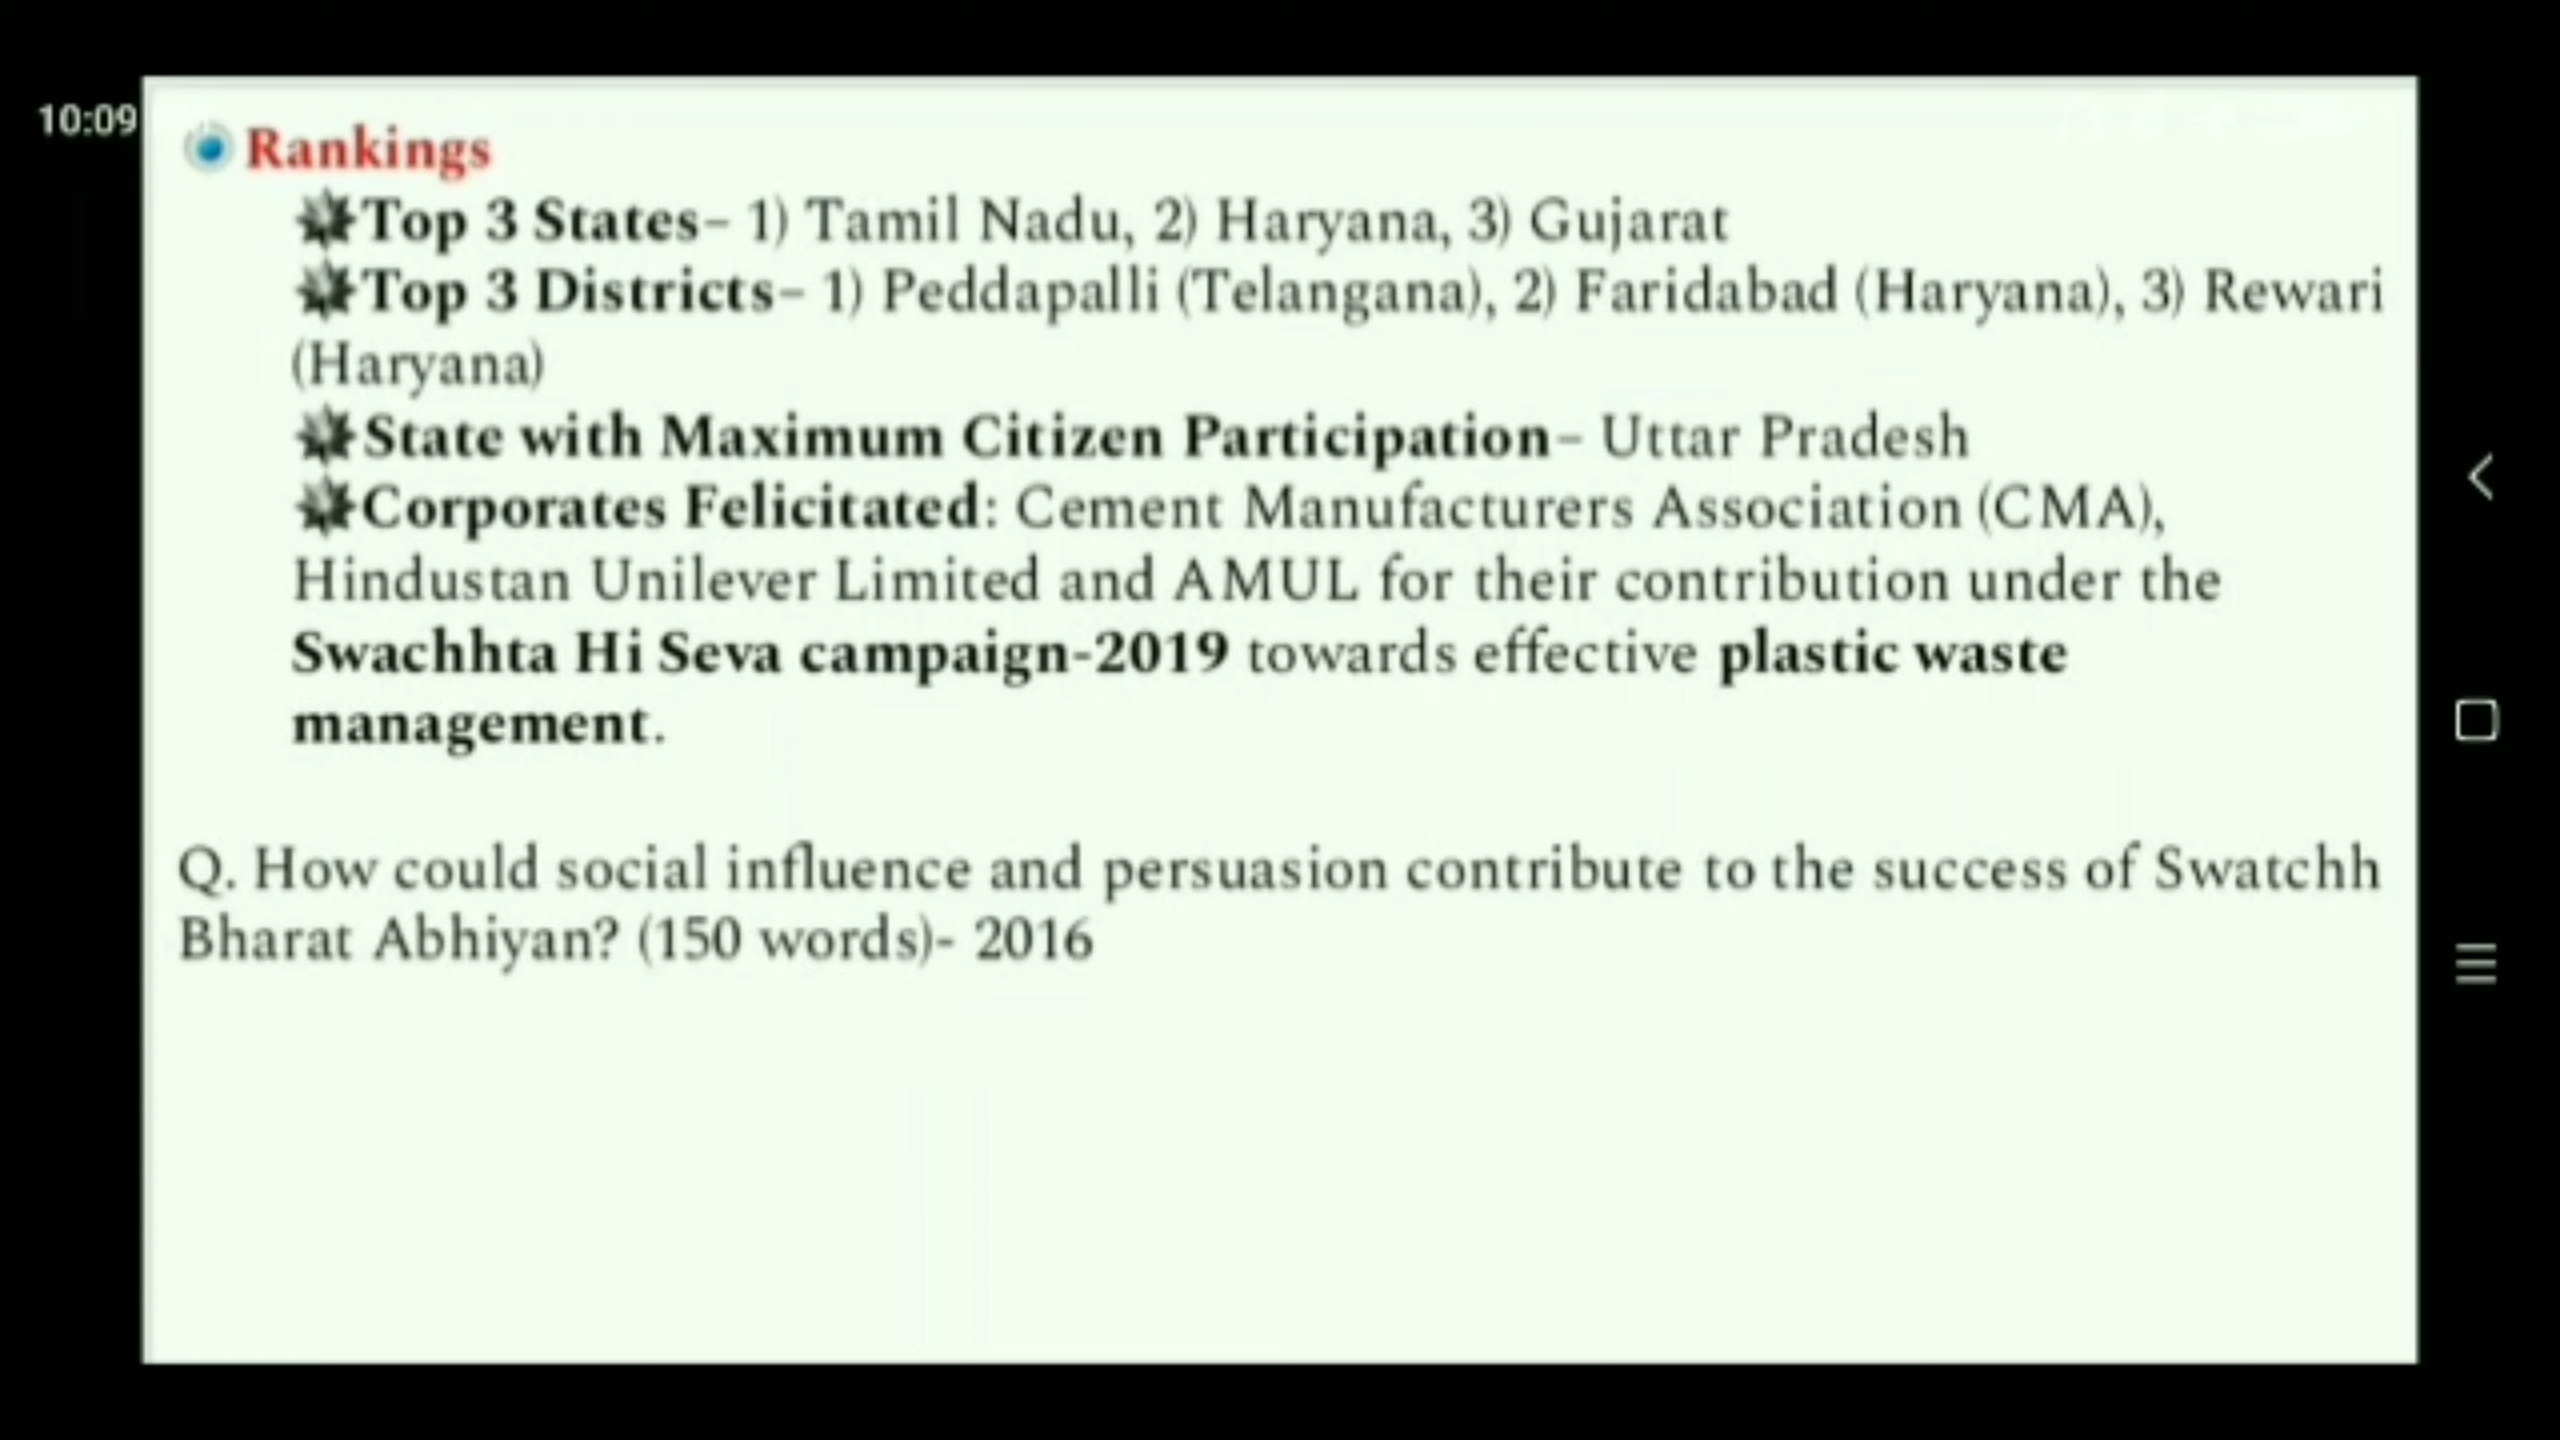 10:09
Rankings
Top 3 States– 1) Tamil Nadu, 2) Haryana, 3) Gujarat
Top 3 Districts– 1) Peddapalli (Telangana), 2) Faridabad (Haryana), 3) Rewari
(Haryana)
State with Maximum Citizen Participation– Uttar Pradesh
Corporates Felicitated: Cement Manufacturers Association (CMA),
Hindustan Unilever Limited and AMUL for their contribution under the
Swachhta Hi Seva campaign-2019 towards effective plastic waste
management.
Q. How could social influence and persuasion contribute to the success of Swatchh
Bharat Abhiyan? (150 words)- 2016